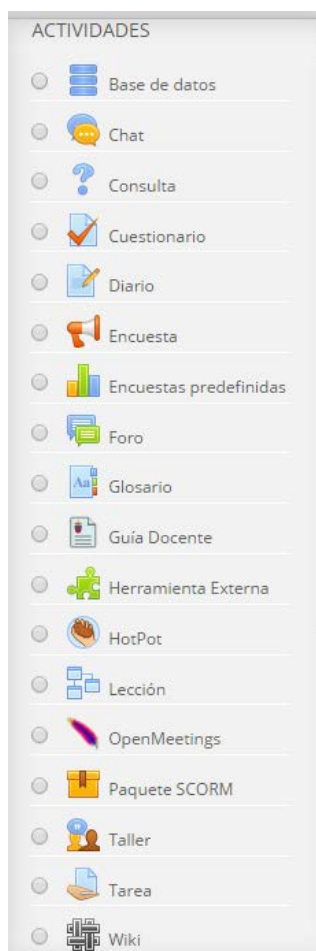 ACTIVIDADES
Base de datos
Chat
Consulta
Cuestionario
Diario
Encuesta
Encuestas predefinidas
Foro
Aa
Glosario
Guía Docente
Herramienta Externa
HotPot
Lección
OpenMeetings
Paquete SCORM
Taller
Tarea
Wiki